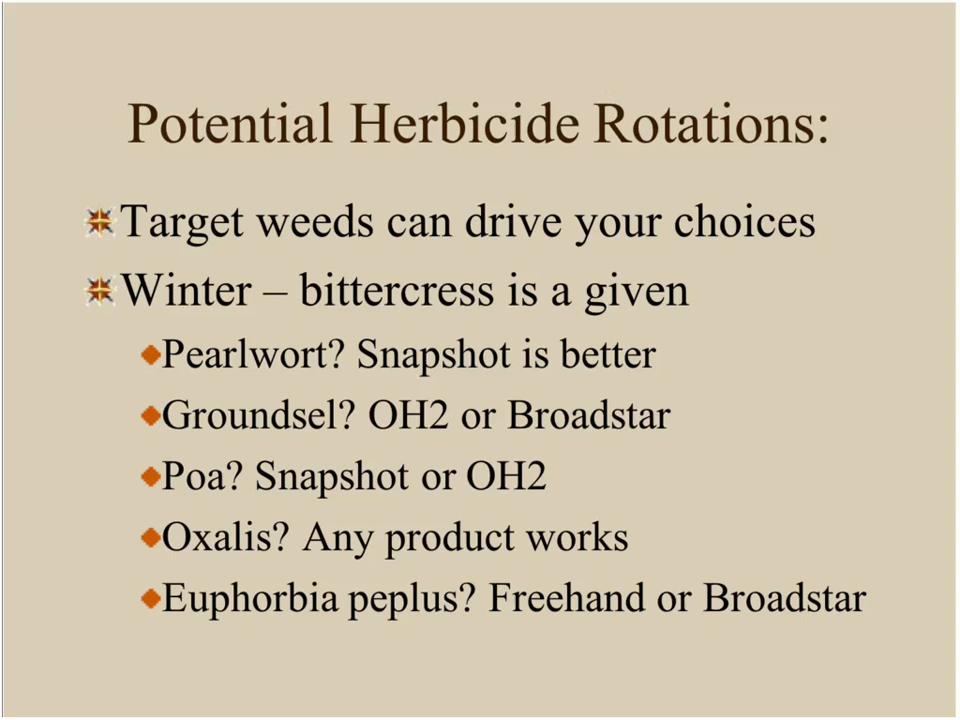 Potential Herbicide Rotations:
Target weeds can drive your choices
Winter – bittercress is a given
Pearlwort? Snapshot is better
Groundsel? OH2 or Broadstar
Poa? Snapshot or OH2
Oxalis? Any product works
Euphorbia peplus? Freehand or Broadstar